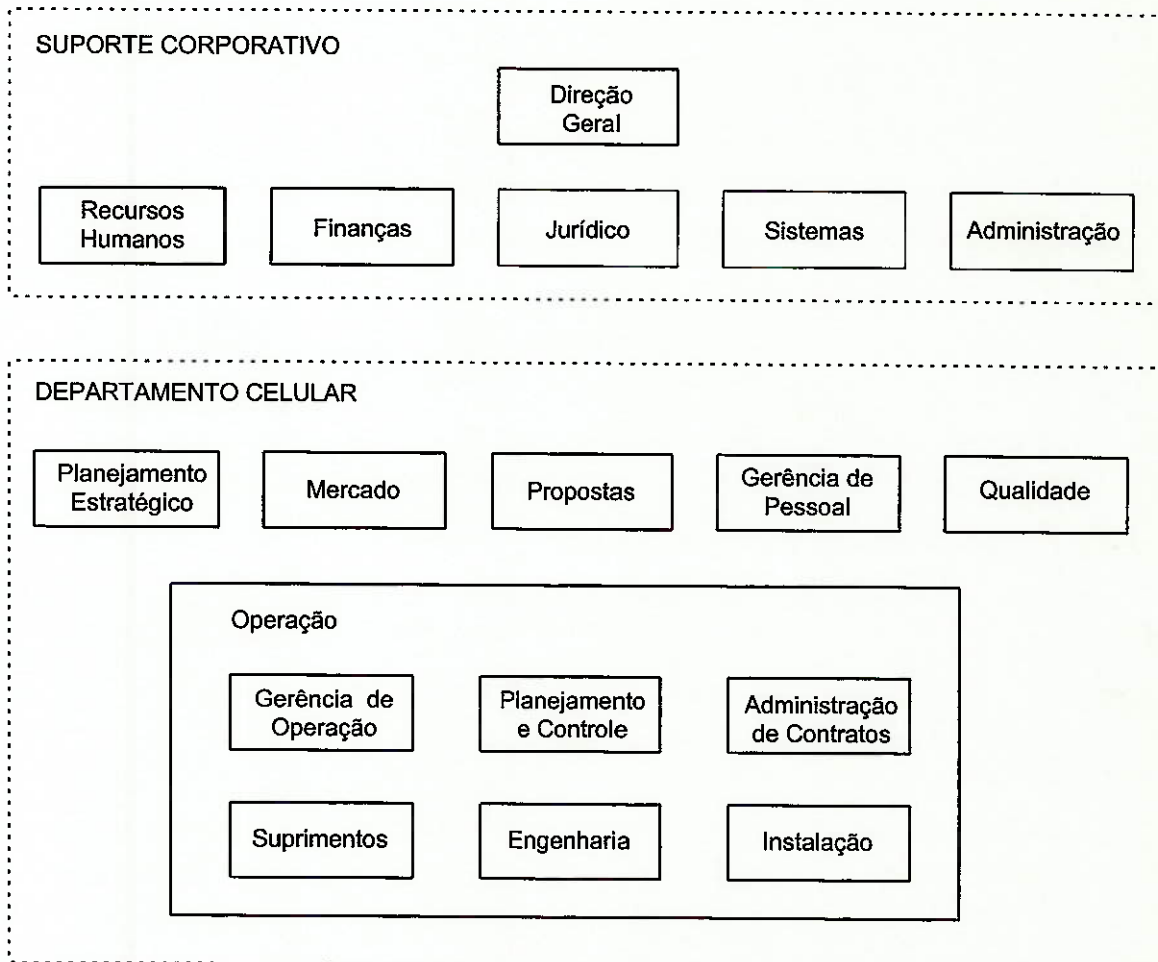 SUPORTE CORPORATIVO
Direção
Geral
Recursos
Humanos
Finanças
Jurídico
Sistemas
Administração
DEPARTAMENTO CELULAR
Planejamento
Estratégico
Mercado
Propostas
Gerência de
Pessoal
Qualidade
Operação
Gerência de
Operação
Planejamento
e Controle
Administração
de Contratos
Suprimentos
Engenharia
Instalação